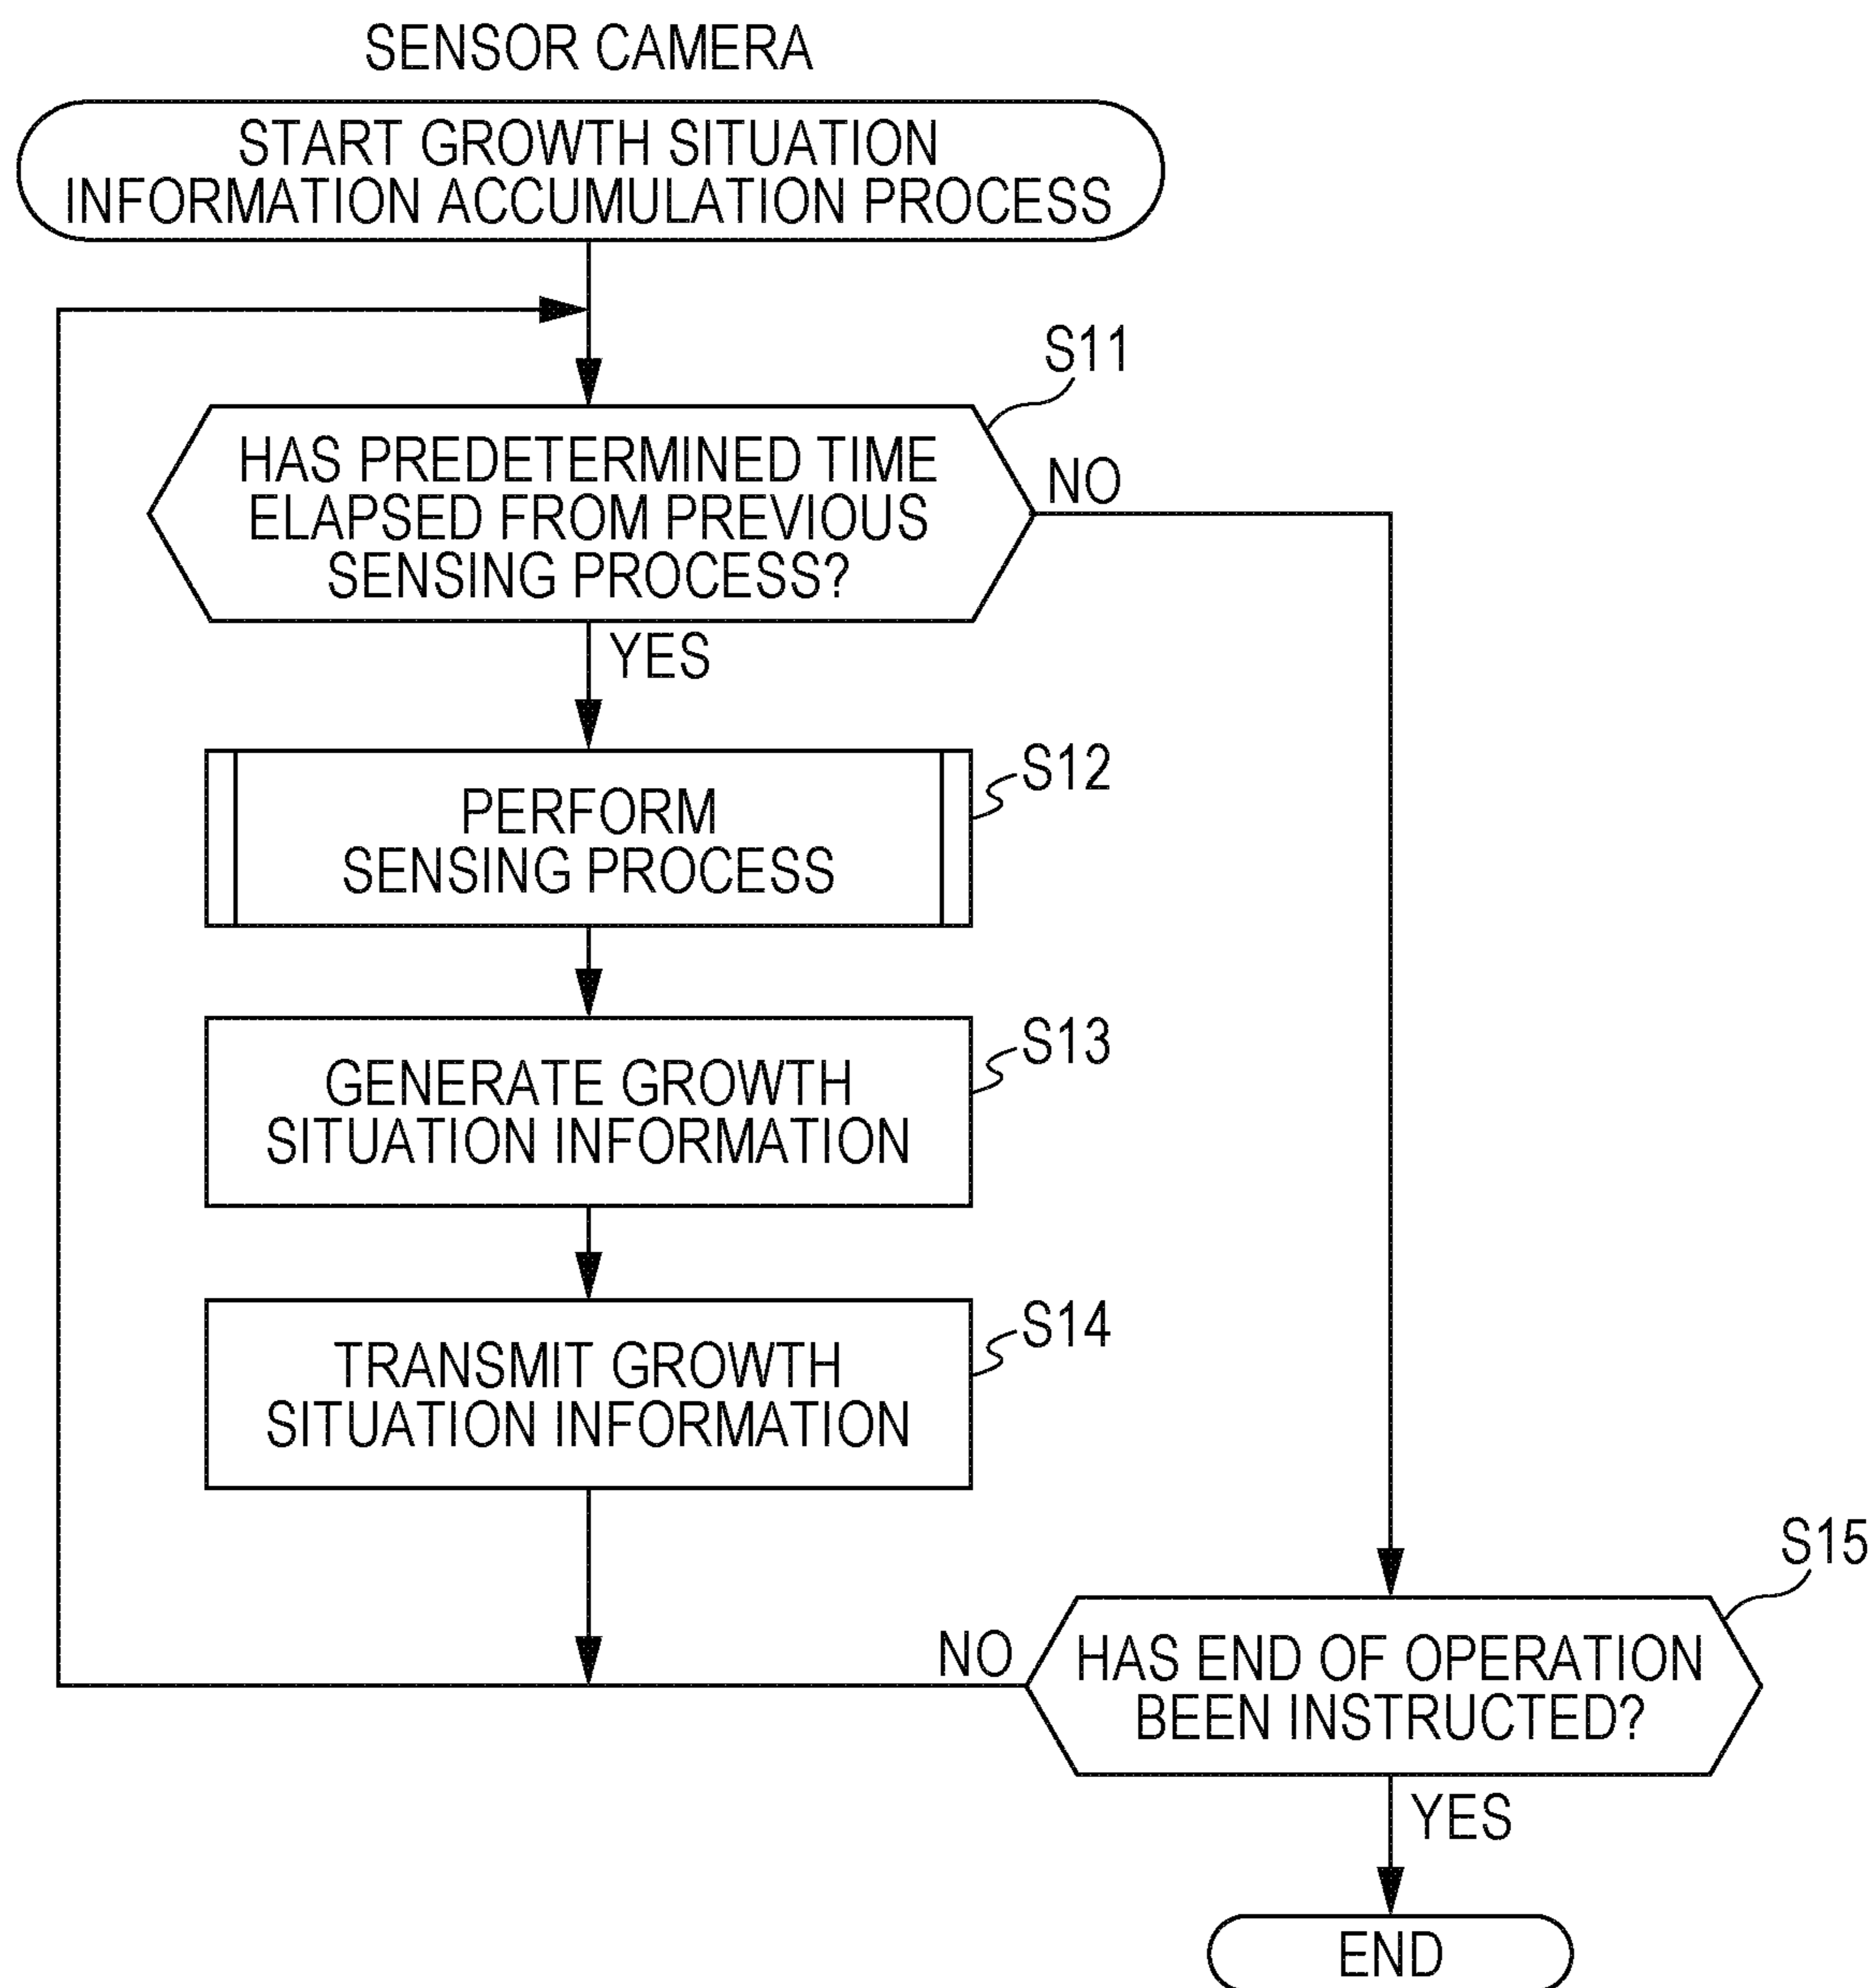 SENSOR CAMERA
START GROWTH SITUATION
INFORMATION ACCUMULATION PROCESS
S11
HAS PREDETERMINED TIME
ELAPSED FROM PREVIOUS
SENSING PROCESS?
NO
YES
S12
PERFORM
SENSING PROCESS
S13
GENERATE GROWTH
SITUATION INFORMATION
S14
TRANSMIT GROWTH
SITUATION INFORMATION
S15
NO
HAS END OF OPERATION
BEEN INSTRUCTED?
YES
END